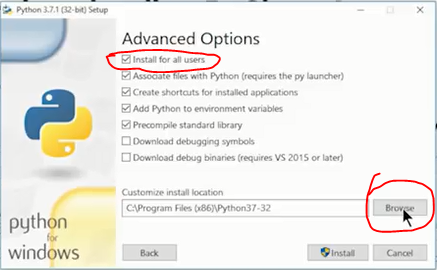 Python 3.7.1 (32-bit) Setup
Advanced Options
Install for all users
Associate files with Python (requires the py launcher)
Create shortcuts for installed applications
Add Python to environment variables
Precompile standard library
Download debugging symbols
Download debug binaries (requires VS 2015 or later)
Customize install location
C:\Program Files (x86)\Python37-32
Browse
python
for
windows
Back
Install
Cancel